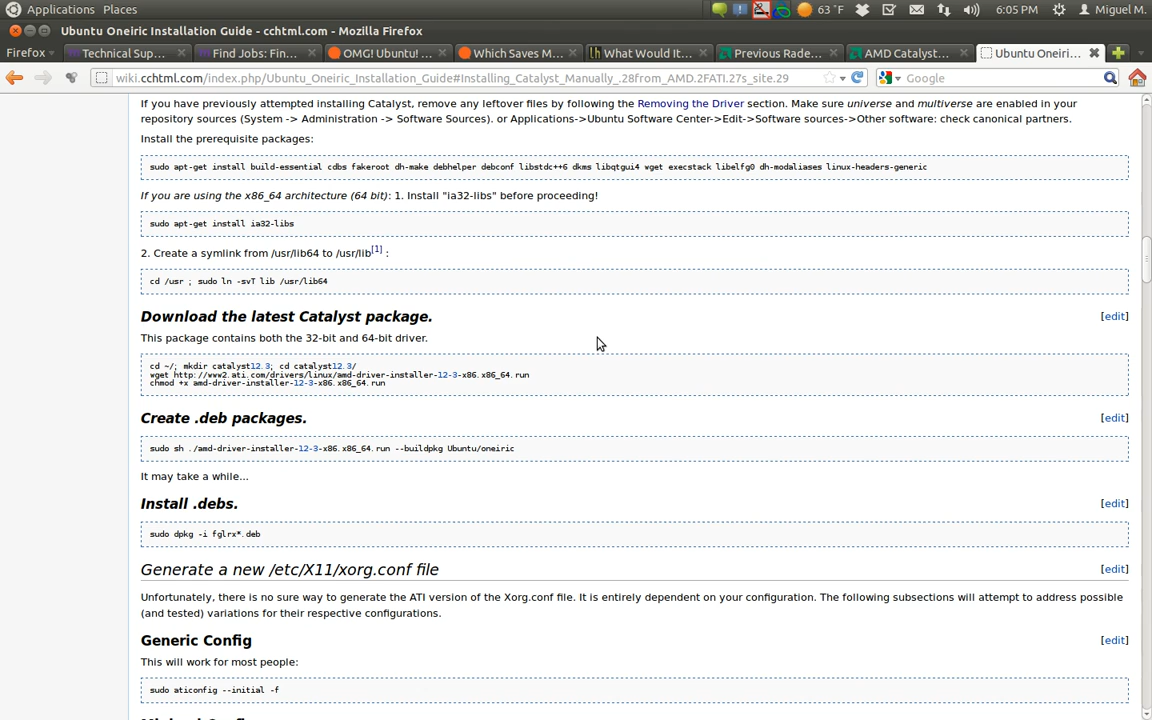 Applications Places 63 °F 6:05 PM Miguel M.
Ubuntu Oneiric Installation Guide - cchtml.com - Mozilla Firefox
Firefox Technical Sup... Find Jobs: Fin... OMG! Ubuntu! ... Which Saves M... What Would It... Previous Rade... AMD Catalyst... Ubuntu Oneiri...
wiki.cchtml.com/index.php/Ubuntu_Oneiric_Installation_Guide#Installing_Catalyst_Manually_.28from_AMD.2FATI.27s_site.29 Google
If you have previously attempted installing Catalyst, remove any leftover files by following the Removing the Driver section. Make sure universe and multiverse are enabled in your
repository sources (System -> Administration -> Software Sources). or Applications->Ubuntu Software Center->Edit->Software sources->Other software: check canonical partners.
Install the prerequisite packages:
sudo apt-get install build-essential cdbs fakeroot dh-make debhelper debconf libstdc++6 dkms libqtgui4 wget execstack libelfg0 dh-modaliases linux-headers-generic
If you are using the x86_64 architecture (64 bit): 1. Install "ia32-libs" before proceeding!
sudo apt-get install ia32-libs
2. Create a symlink from /usr/lib64 to /usr/lib[1] :
cd /usr ; sudo ln -svT lib /usr/lib64
Download the latest Catalyst package. [edit]
This package contains both the 32-bit and 64-bit driver.
cd ~/; mkdir catalyst12.3; cd catalyst12.3/
wget http://www2.ati.com/drivers/linux/amd-driver-installer-12-3-x86.x86_64.run
chmod +x amd-driver-installer-12-3-x86.x86_64.run
Create .deb packages. [edit]
sudo sh ./amd-driver-installer-12-3-x86.x86_64.run --buildpkg Ubuntu/oneiric
It may take a while...
Install .debs. [edit]
sudo dpkg -i fglrx*.deb
Generate a new /etc/X11/xorg.conf file [edit]
Unfortunately, there is no sure way to generate the ATI version of the Xorg.conf file. It is entirely dependent on your configuration. The following subsections will attempt to address possible
(and tested) variations for their respective configurations.
Generic Config [edit]
This will work for most people:
sudo aticonfig --initial -f